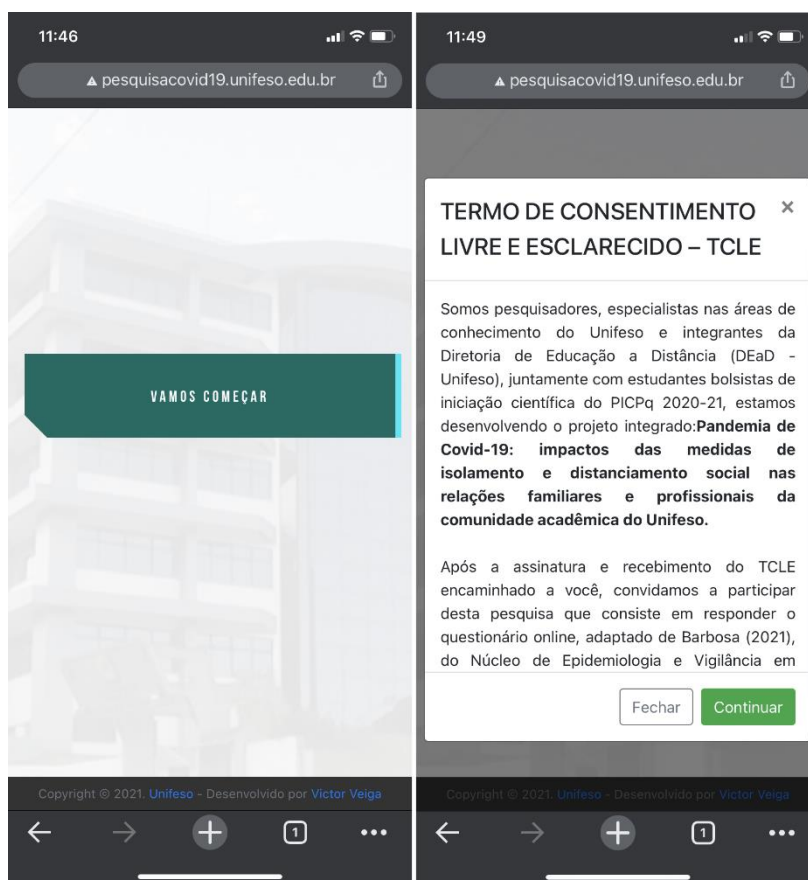 11:46
pesquisacovid19.unifeso.edu.br
VAMOS COMEÇAR
Copyright © 2021. Unifeso - Desenvolvido por Victor Veiga
1
11:49
pesquisacovid19.unifeso.edu.br
TERMO DE CONSENTIMENTO
LIVRE E ESCLARECIDO – TCLE
×
Somos pesquisadores, especialistas nas áreas de
conhecimento do Unifeso e integrantes da
Diretoria de Educação a Distância (DEaD -
Unifeso), juntamente com estudantes bolsistas de
iniciação científica do PICPq 2020-21, estamos
desenvolvendo o projeto integrado:Pandemia de
Covid-19: impactos das medidas de
isolamento e distanciamento social nas
relações familiares e profissionais da
comunidade acadêmica do Unifeso.
Após a assinatura e recebimento do TCLE
encaminhado a você, convidamos a participar
desta pesquisa que consiste em responder o
questionário online, adaptado de Barbosa (2021),
do Núcleo de Epidemiologia e Vigilância em
Fechar
Continuar
Copyright © 2021. Unifeso - Desenvolvido por Victor Veiga
1